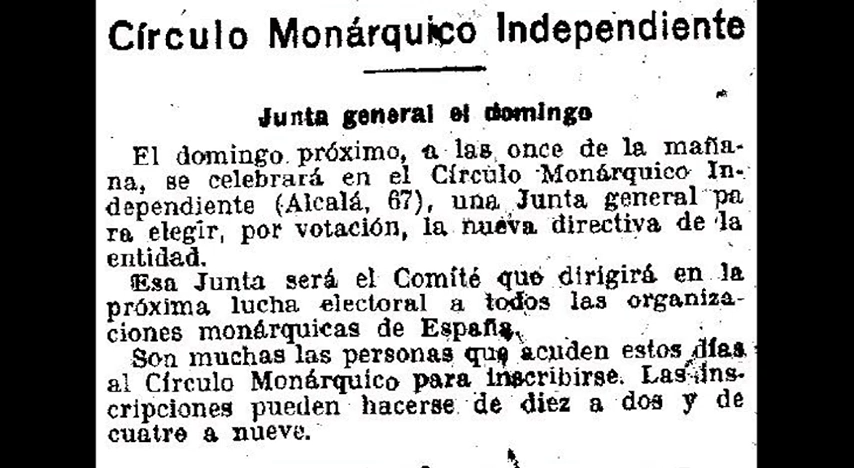 Círculo Monárquico Independiente
Junta general el domingo
El domingo próximo, a las once de la maña-
na, se celebrará en el Círculo Monárquico In-
dependiente (Alcalá, 67), una Junta general pa
ra elegir, por votación, la nueva directiva de la
entidad.
Esa Junta será el Comité que dirigirá en la
próxima lucha electoral a todos las organiza-
ciones monárquicas de España.
Son muchas las personas que acuden estos días
al Círculo Monárquico para inscribirse. Las ins-
cripciones pueden hacerse de diez a dos y de
cuatro a nueve.